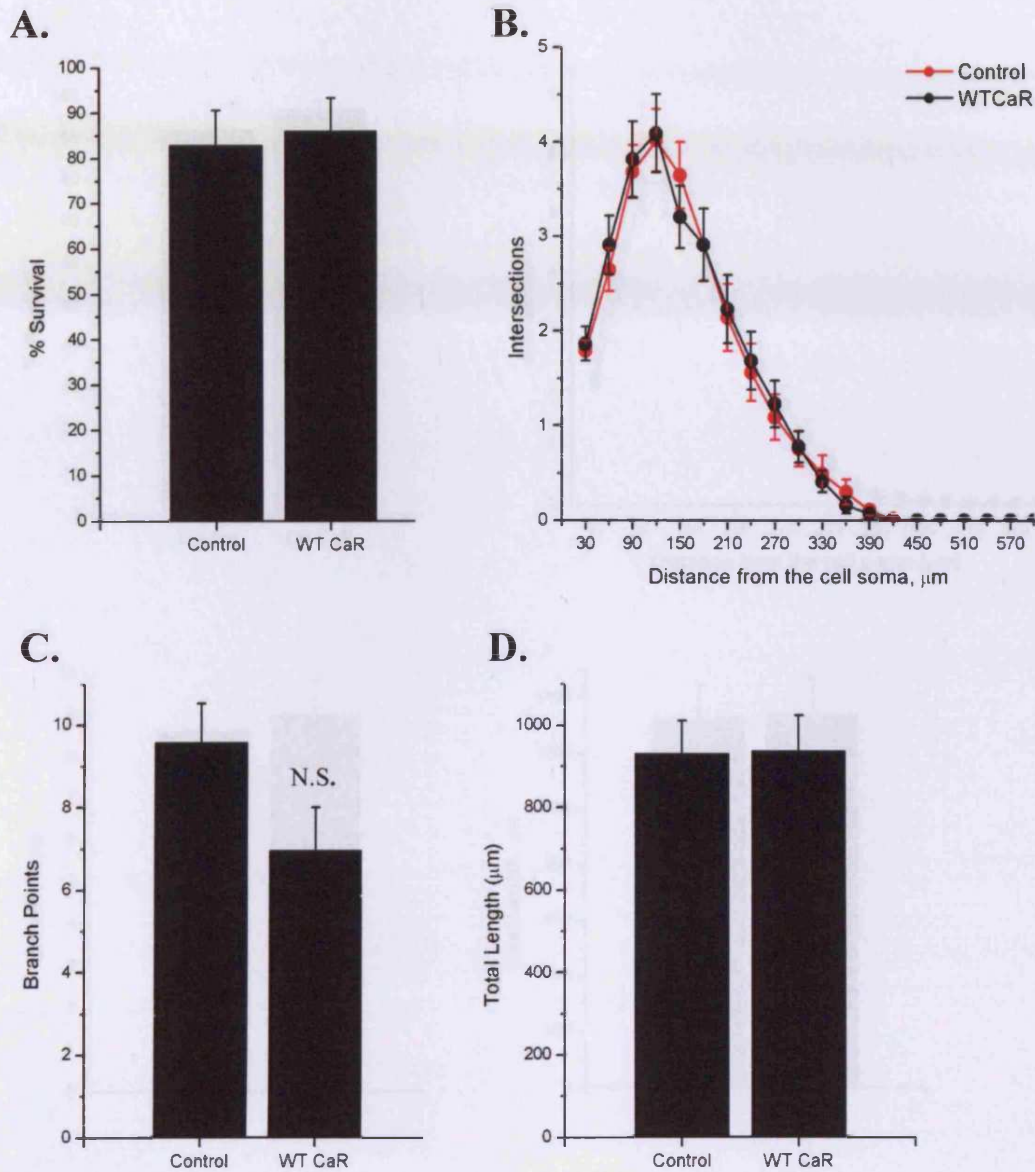 A.
100
90
80
70
60
50
40
30
20
10
0
% Survival
Control
WT CaR
B.
5
4
3
2
1
0
Intersections
Control
WTCaR
30
90
150
210
270
330
390
450
510
570
Distance from the cell soma, μm
C.
10
8
6
4
2
0
Branch Points
N.S.
Control
WT CaR
D.
1000
800
600
400
200
0
Total Length (μm)
Control
WT CaR